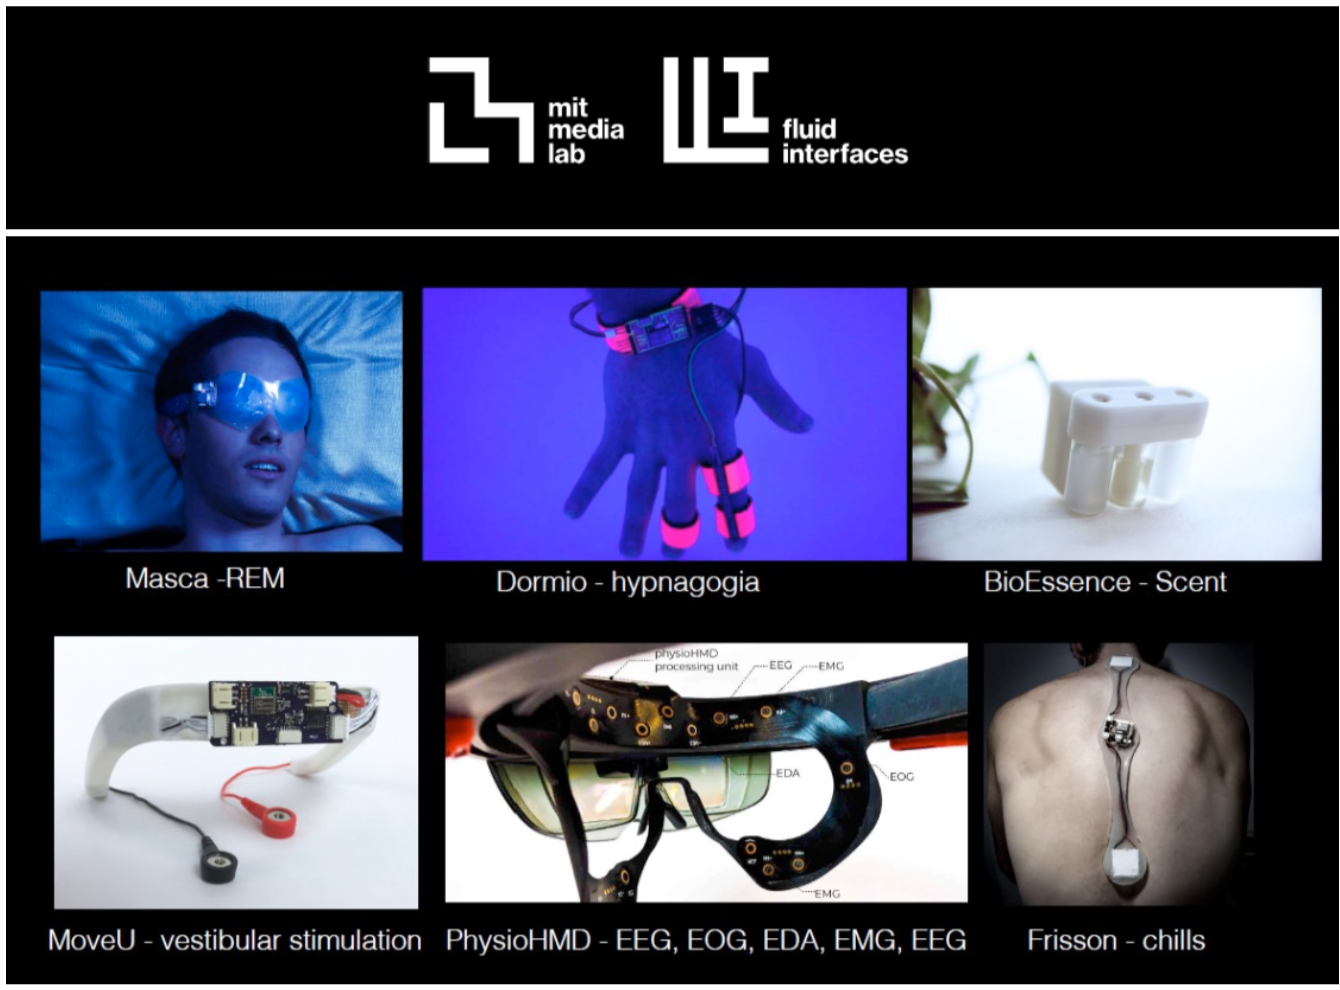 mit
media
lab
fluid
interfaces
Masca -REM
Dormio - hypnagogia
BioEssence - Scent
physioHMD
processing unit
EEG
EMG
EDA
EOG
EMG
MoveU - vestibular stimulation
PhysioHMD - EEG, EOG, EDA, EMG, EEG
Frisson - chills